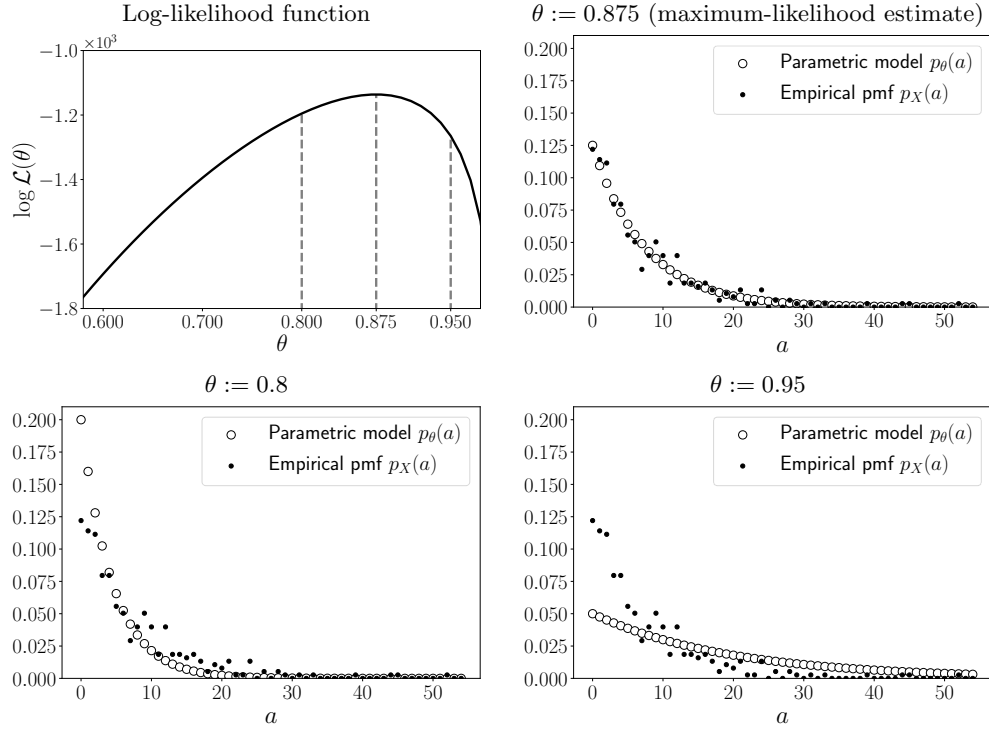 Log-likelihood function
×10³
−1.0
−1.2
−1.4
−1.6
−1.8
log ℒ(θ)
0.600 0.700 0.800 0.875 0.950
θ
θ := 0.875 (maximum-likelihood estimate)
Parametric model pθ(a)
Empirical pmf pX(a)
0.200
0.175
0.150
0.125
0.100
0.075
0.050
0.025
0.000
0 10 20 30 40 50
a
θ := 0.8
Parametric model pθ(a)
Empirical pmf pX(a)
0.200
0.175
0.150
0.125
0.100
0.075
0.050
0.025
0.000
0 10 20 30 40 50
a
θ := 0.95
Parametric model pθ(a)
Empirical pmf pX(a)
0.200
0.175
0.150
0.125
0.100
0.075
0.050
0.025
0.000
0 10 20 30 40 50
a